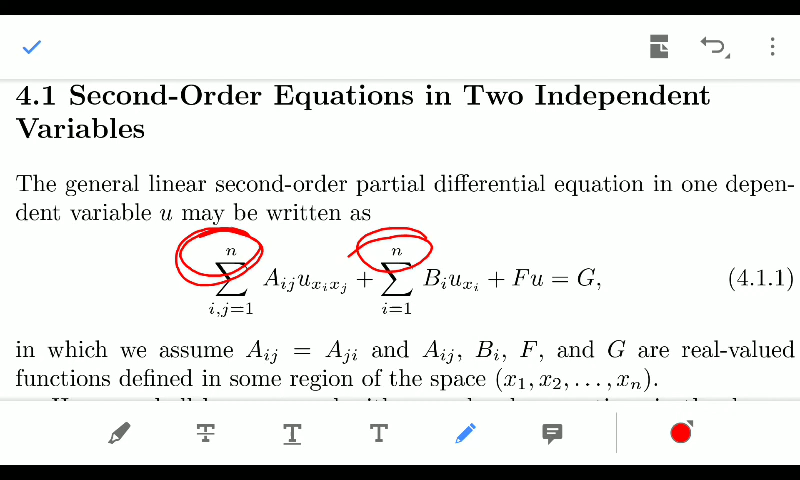 4.1 Second-Order Equations in Two Independent
Variables
The general linear second-order partial differential equation in one depen-
dent variable u may be written as
\sum_{i,j=1}^{n} A_{ij} u_{x_i x_j} + \sum_{i=1}^{n} B_i u_{x_i} + Fu = G, (4.1.1)
in which we assume A_{ij} = A_{ji} and A_{ij}, B_i, F, and G are real-valued
functions defined in some region of the space (x_1, x_2, . . . , x_n).
T
T
T